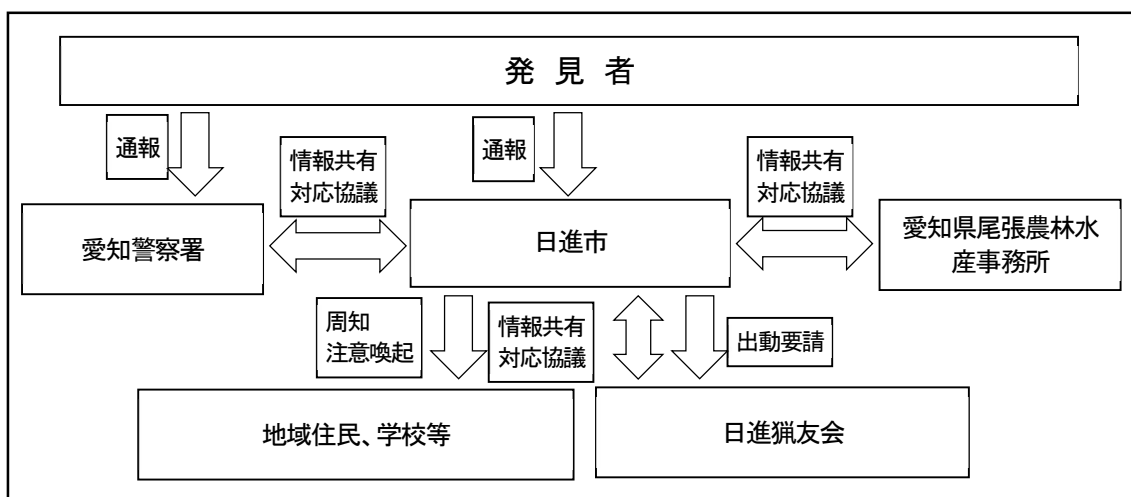 発見者
通報
情報共有
対応協議
通報
情報共有
対応協議
愛知警察署
日進市
愛知県尾張農林水
産事務所
周知
注意喚起
情報共有
対応協議
出動要請
地域住民、学校等
日進猟友会